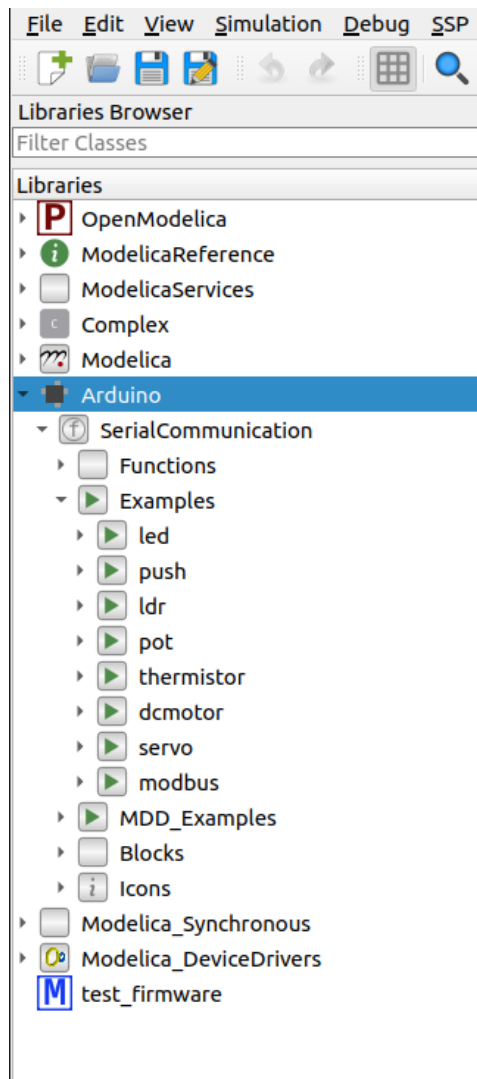 File Edit View Simulation Debug SSP
Libraries Browser
Filter Classes
Libraries
P OpenModelica
i ModelicaReference
ModelicaServices
C Complex
m Modelica
Arduino
f SerialCommunication
Functions
Examples
led
push
ldr
pot
thermistor
dcmotor
servo
modbus
MDD_Examples
Blocks
i Icons
Modelica_Synchronous
Modelica_DeviceDrivers
M test_firmware